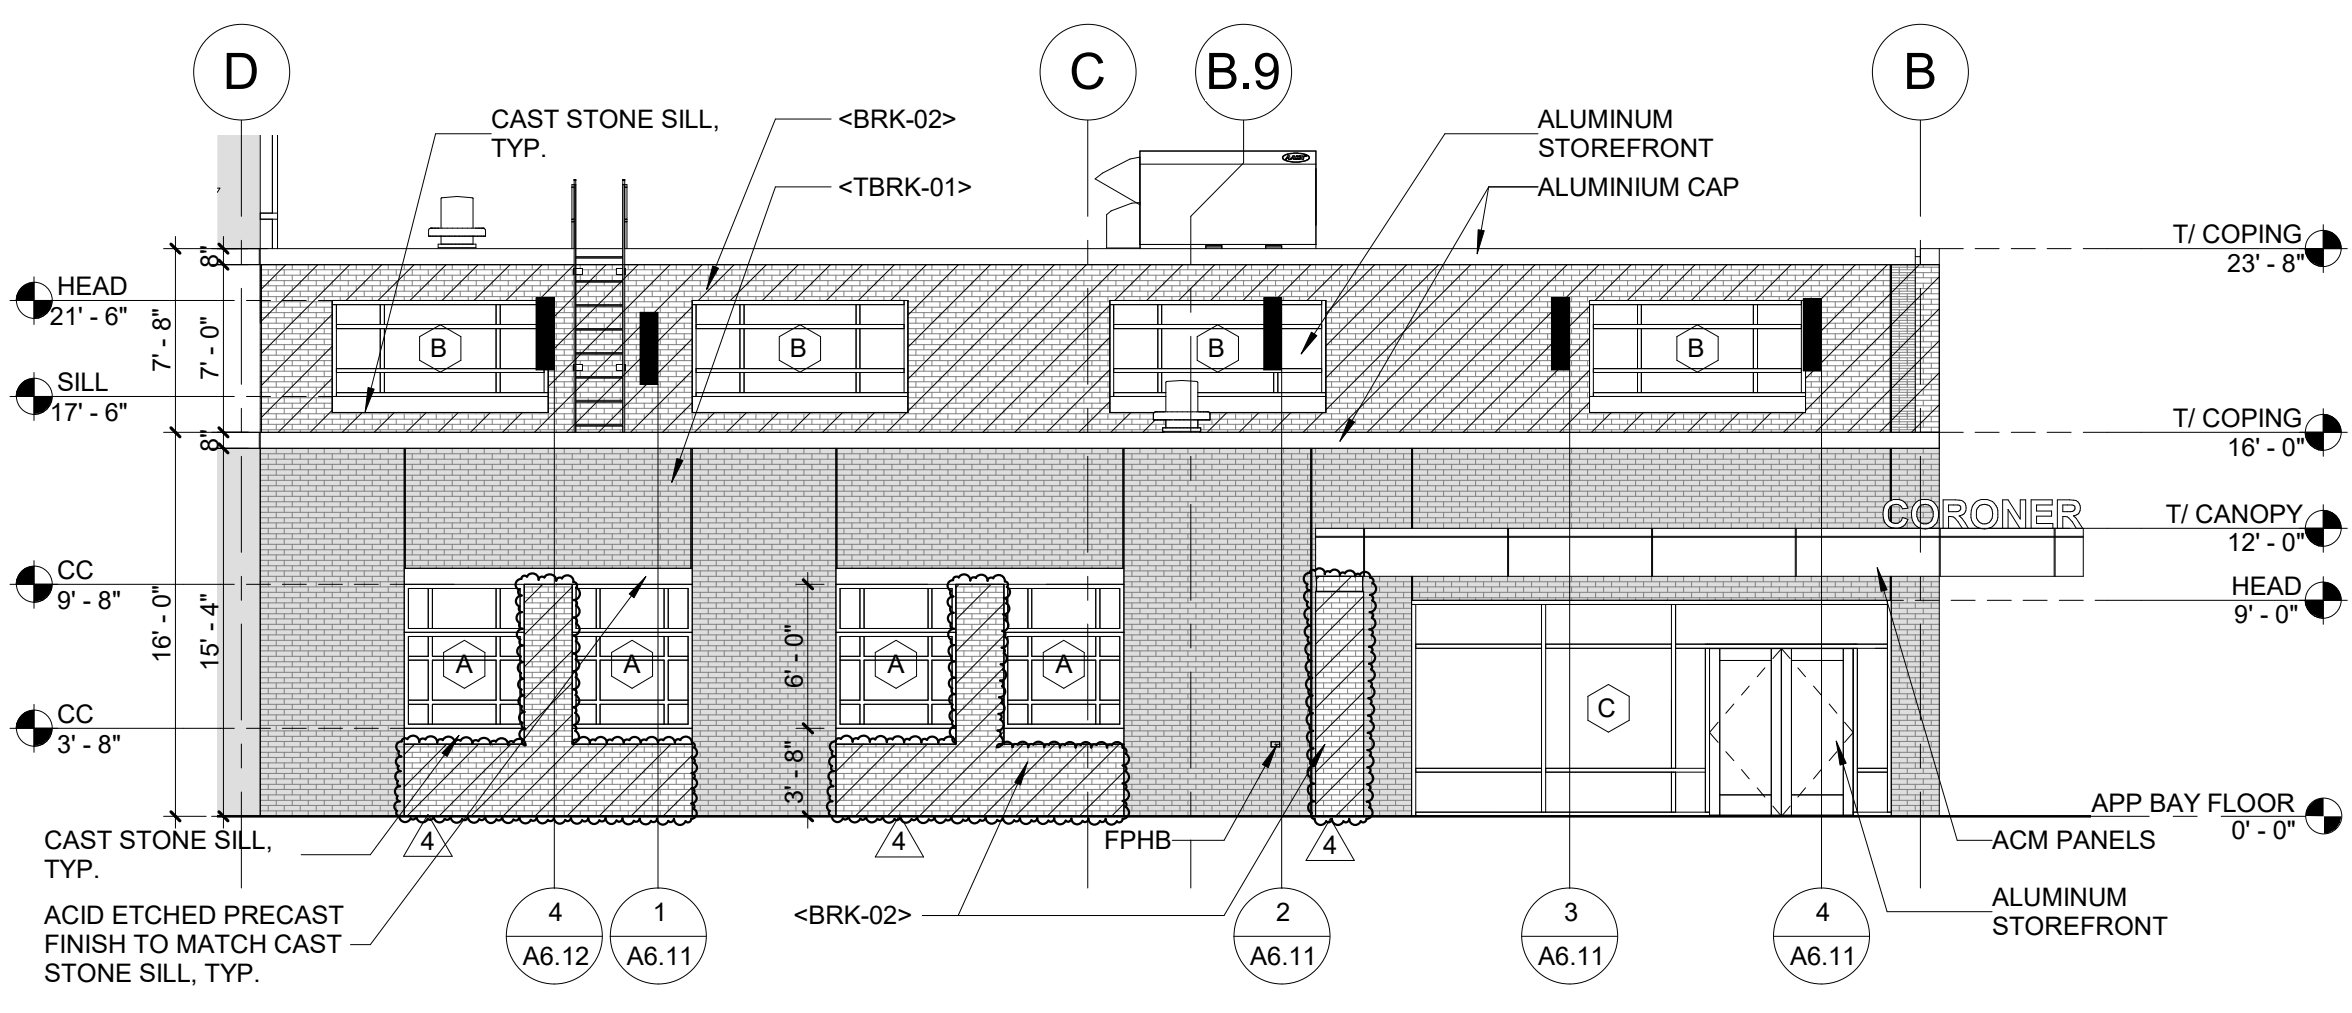 D
C
B.9
B
CAST STONE SILL,
TYP.
<BRK-02>
<TBRK-01>
ALUMINUM
STOREFRONT
ALUMINIUM CAP
T/ COPING
23' - 8"
HEAD
21' - 6"
SILL
17' - 6"
8"
7' - 8"
7' - 0"
8"
B
B
B
B
T/ COPING
16' - 0"
CORONER
T/ CANOPY
12' - 0"
HEAD
9' - 0"
CC
9' - 8"
CC
3' - 8"
16' - 0"
15' - 4"
6' - 0"
3' - 8"
A
A
A
A
C
APP BAY FLOOR
0' - 0"
CAST STONE SILL,
TYP.
4
4
FPHB
4
ACM PANELS
ACID ETCHED PRECAST
FINISH TO MATCH CAST
STONE SILL, TYP.
<BRK-02>
ALUMINUM
STOREFRONT
4
A6.12
1
A6.11
2
A6.11
3
A6.11
4
A6.11